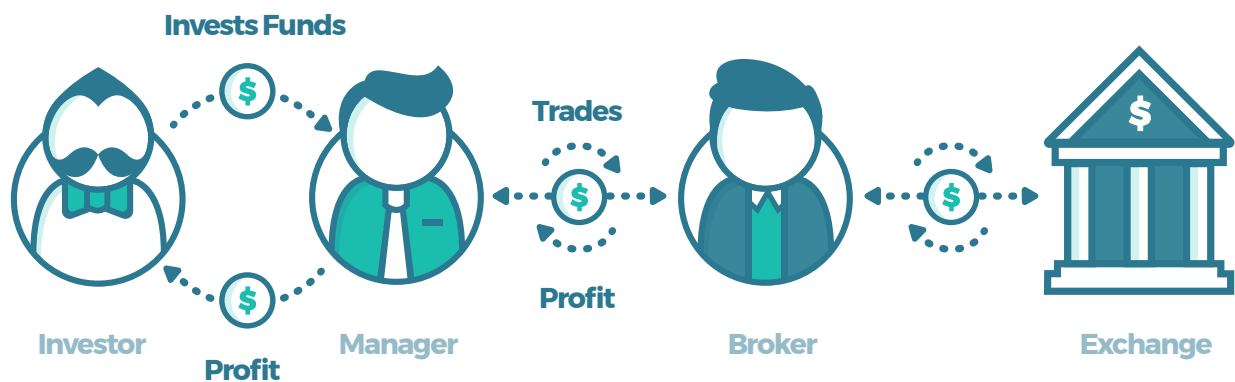 Invests Funds
$
Trades
$
$
$
$
Profit
$
Investor
Manager
Broker
Exchange
Profit